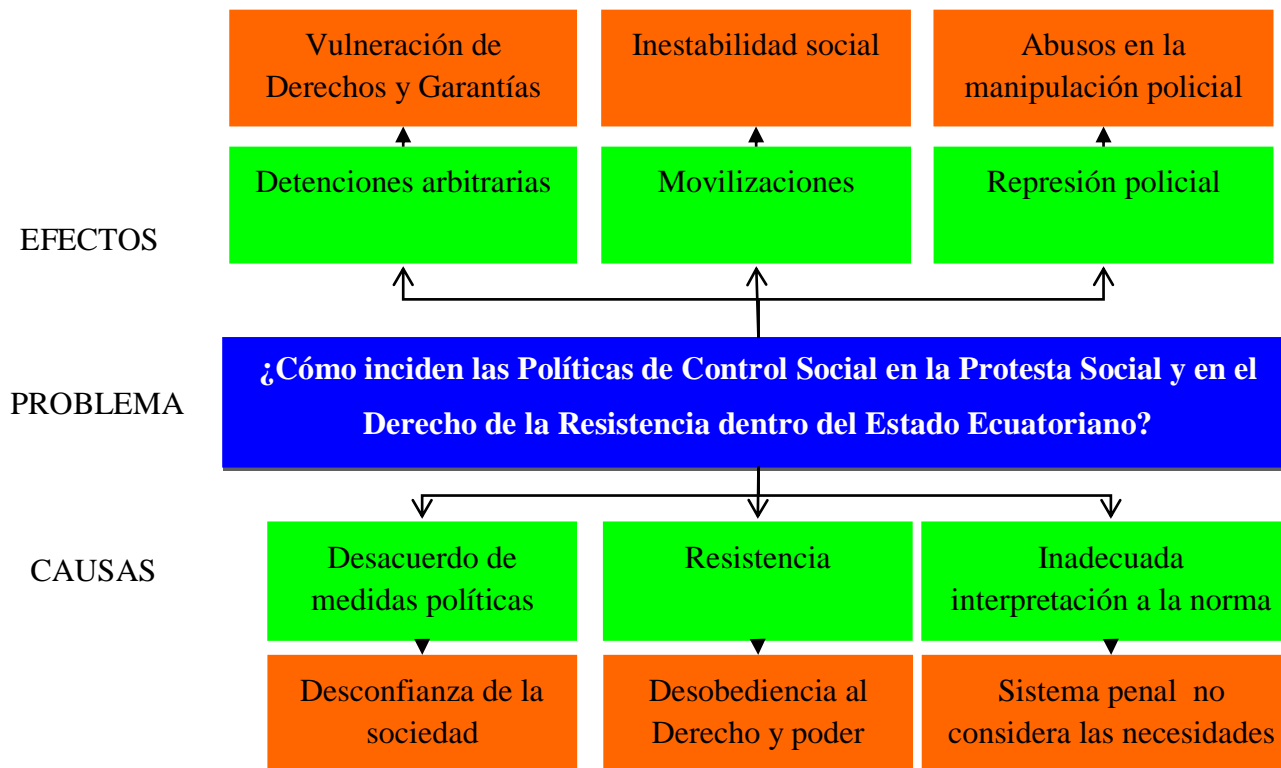 Vulneración de
Derechos y Garantías
Inestabilidad social
Abusos en la
manipulación policial
Detenciones arbitrarias
Movilizaciones
Represión policial
EFECTOS
¿Cómo inciden las Políticas de Control Social en la Protesta Social y en el
Derecho de la Resistencia dentro del Estado Ecuatoriano?
PROBLEMA
CAUSAS
Desacuerdo de
medidas políticas
Resistencia
Inadecuada
interpretación a la norma
Desconfianza de la
sociedad
Desobediencia al
Derecho y poder
Sistema penal no
considera las necesidades